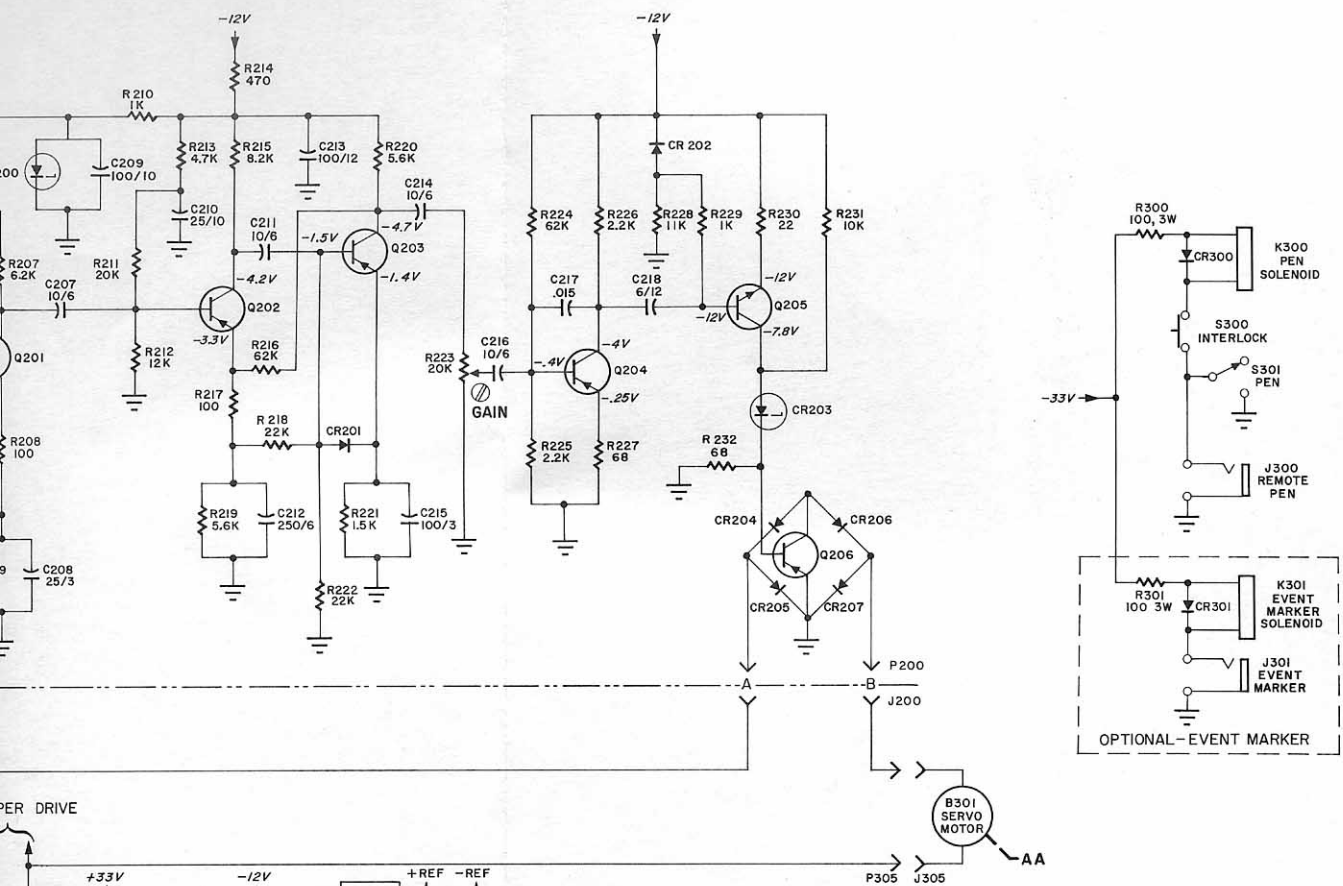 -12V
-12V
R214
470
R210
1K
R213
4.7K
R215
8.2K
C213
100/12
R220
5.6K
CR 202
C209
100/10
C210
25/10
C211
10/6
C214
10/6
-1.5V
-4.7V
Q203
-1.4V
R224
62K
R226
2.2K
R228
11K
R229
1K
R230
22
R231
10K
R300
100, 3W
CR300
K300
PEN
SOLENOID
R207
6.2K
C207
10/6
R211
20K
-4.2V
Q202
-3.3V
C217
.015
C218
6/12
-12V
-12V
Q205
-7.8V
S300
INTERLOCK
S301
PEN
Q201
R212
12K
R216
62K
R217
100
R223
20K
C216
10/6
GAIN
-.4V
-4V
Q204
-.25V
CR203
-33V
R208
100
R 218
22K
CR201
R225
2.2K
R227
68
R 232
68
J300
REMOTE
PEN
R219
5.6K
C212
250/6
R221
1.5K
C215
100/3
CR204
CR206
Q206
CR205
CR207
9
C208
25/3
R222
22K
R301
100 3W
CR301
K301
EVENT
MARKER
SOLENOID
J301
EVENT
MARKER
OPTIONAL-EVENT MARKER
P200
A
B
J200
PER DRIVE
B301
SERVO
MOTOR
AA
P305
J305
+33V
-12V
+REF
-REF